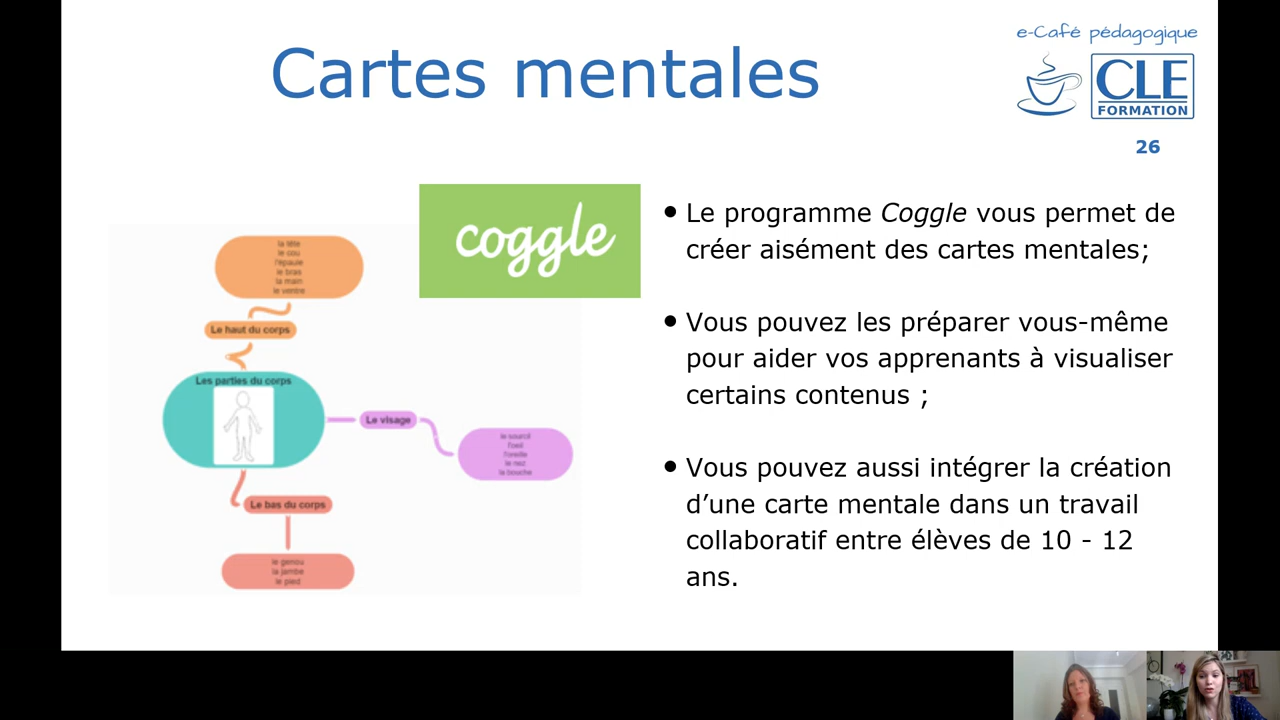 Cartes mentales
e-Café pédagogique
CLE
FORMATION
26
coggle
la tête
le cou
l'épaule
le bras
la main
le ventre
Le haut du corps
Les parties du corps
Le visage
le sourcil
l'oeil
l'oreille
le nez
la bouche
Le bas du corps
le genou
la jambe
le pied
• Le programme Coggle vous permet de
créer aisément des cartes mentales;
• Vous pouvez les préparer vous-même
pour aider vos apprenants à visualiser
certains contenus ;
• Vous pouvez aussi intégrer la création
d’une carte mentale dans un travail
collaboratif entre élèves de 10 - 12
ans.